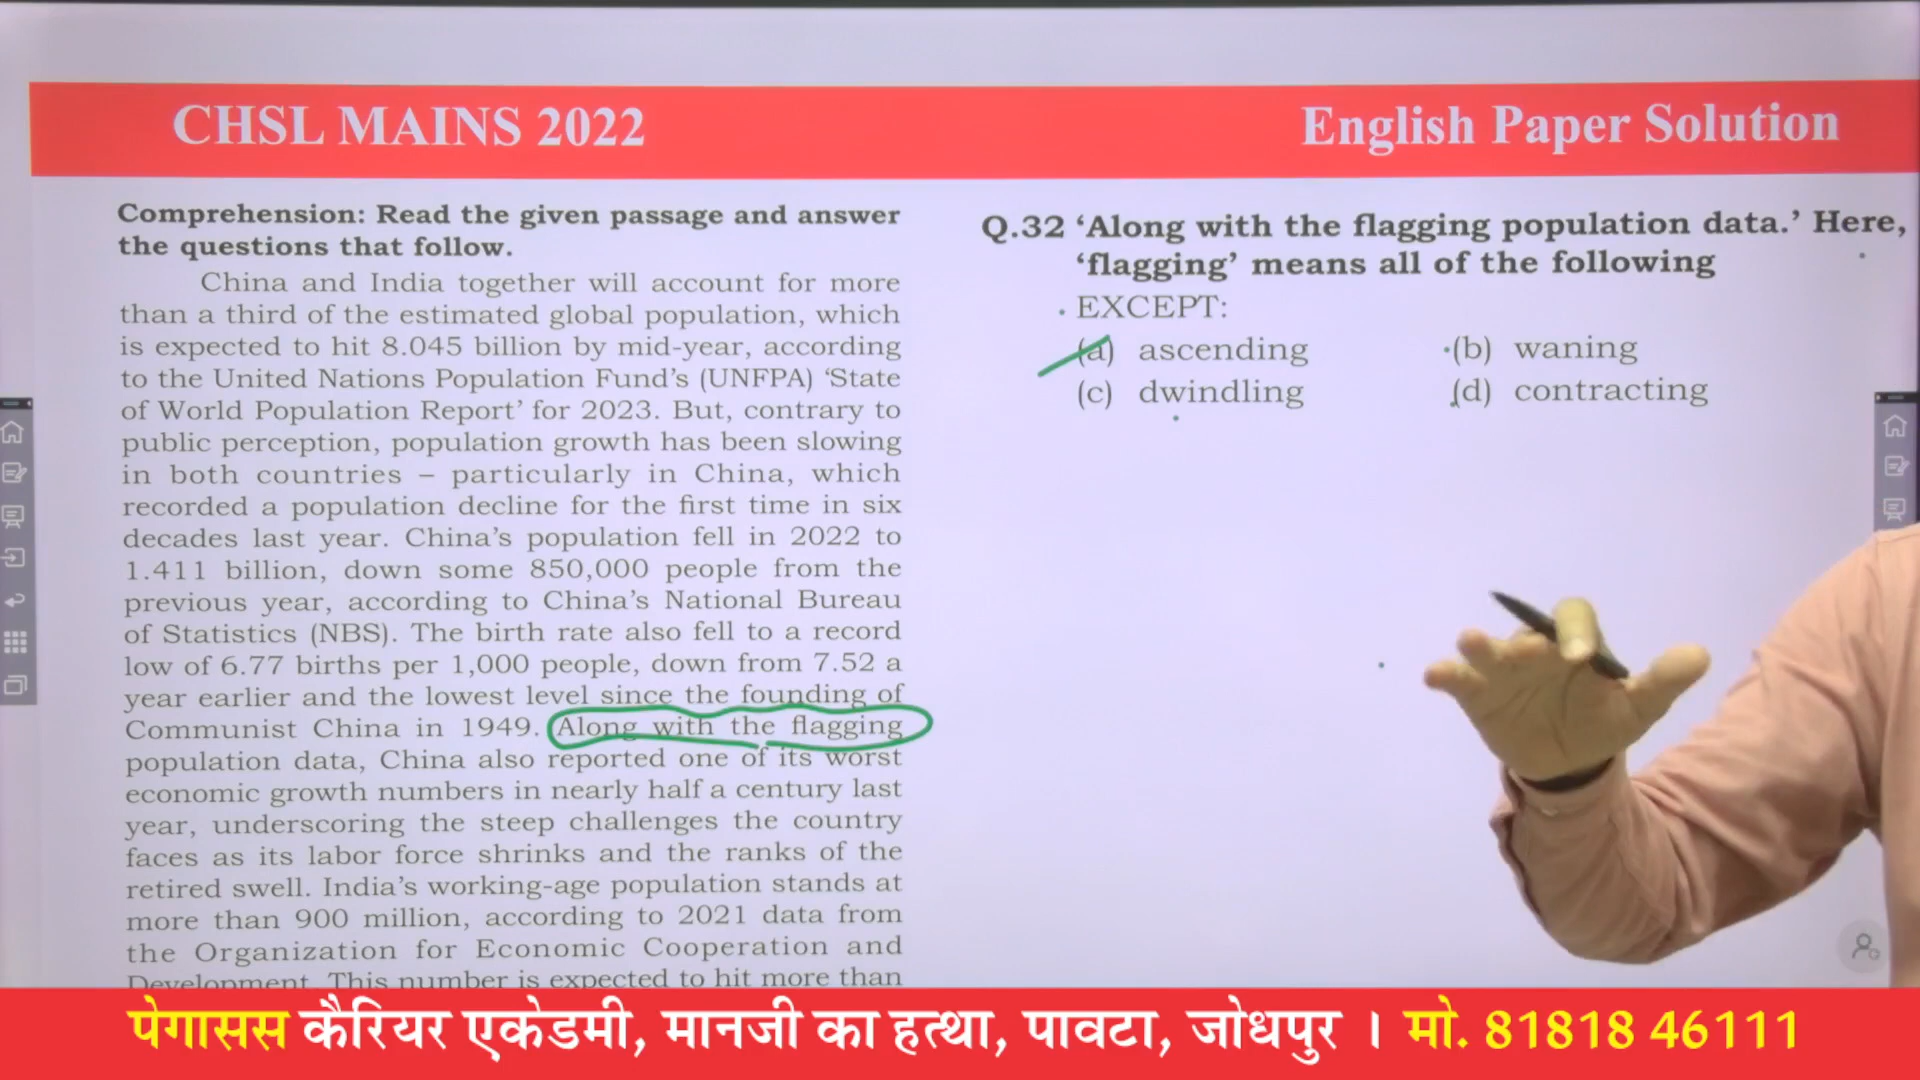 CHSL MAINS 2022
English Paper Solution
Comprehension: Read the given passage and answer
the questions that follow.
China and India together will account for more
than a third of the estimated global population, which
is expected to hit 8.045 billion by mid-year, according
to the United Nations Population Fund's (UNFPA) 'State
of World Population Report' for 2023. But, contrary to
public perception, population growth has been slowing
in both countries – particularly in China, which
recorded a population decline for the first time in six
decades last year. China's population fell in 2022 to
1.411 billion, down some 850,000 people from the
previous year, according to China's National Bureau
of Statistics (NBS). The birth rate also fell to a record
low of 6.77 births per 1,000 people, down from 7.52 a
year earlier and the lowest level since the founding of
Communist China in 1949. Along with the flagging
population data, China also reported one of its worst
economic growth numbers in nearly half a century last
year, underscoring the steep challenges the country
faces as its labor force shrinks and the ranks of the
retired swell. India's working-age population stands at
more than 900 million, according to 2021 data from
the Organization for Economic Cooperation and
Development. This number is expected to hit more than
Q.32 'Along with the flagging population data.' Here,
'flagging' means all of the following
EXCEPT:
(a) ascending (b) waning
(c) dwindling (d) contracting
पेगासस कैरियर एकेडमी, मानजी का हत्था, पावटा, जोधपुर । मो. 81818 46111